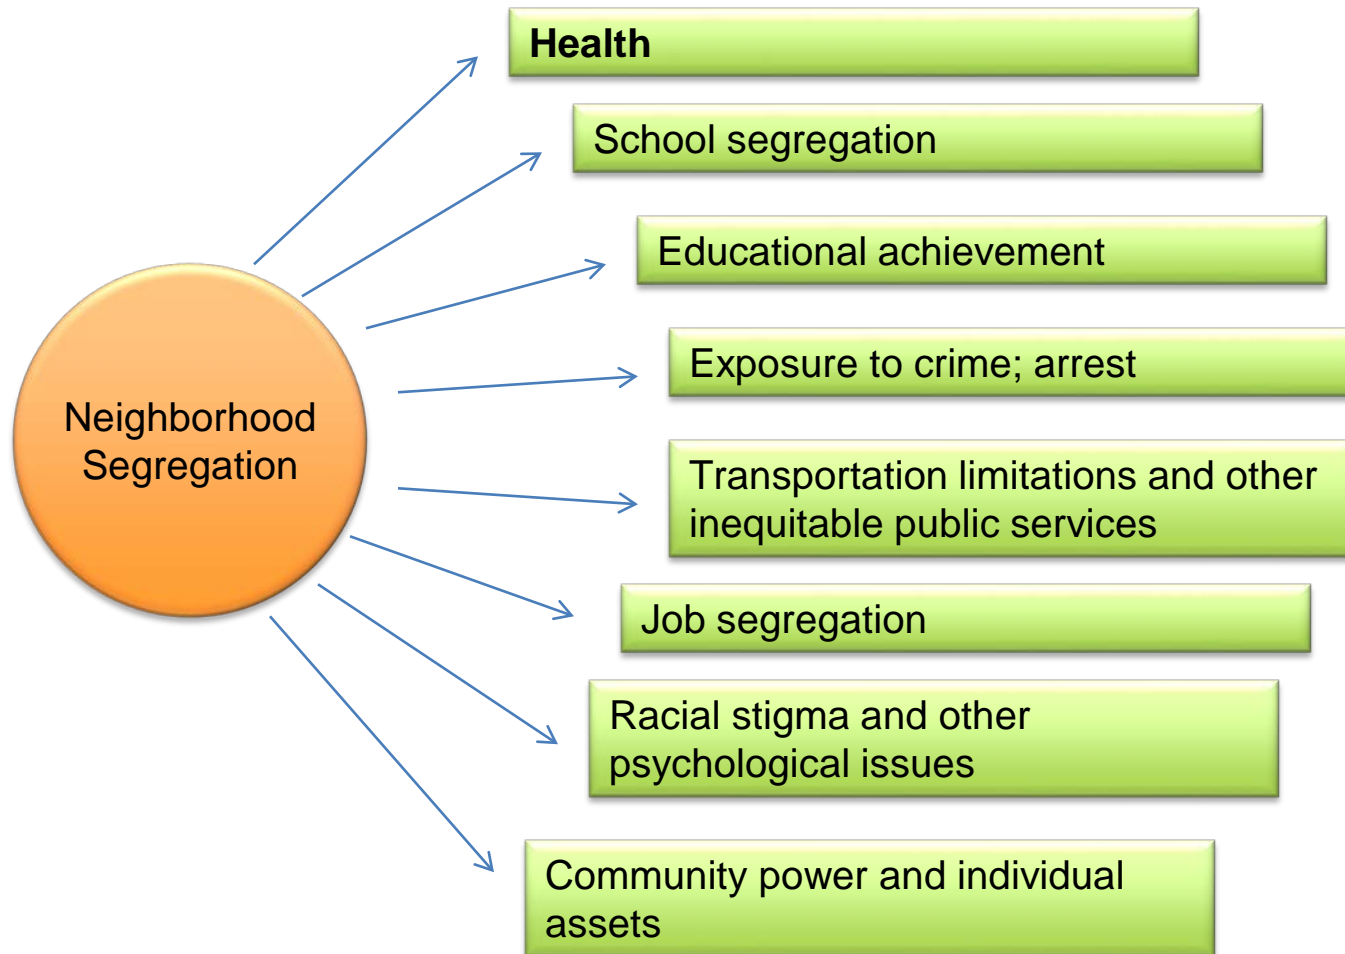 Health
School segregation
Educational achievement
Exposure to crime; arrest
Neighborhood
Segregation
Transportation limitations and other
inequitable public services
Job segregation
Racial stigma and other
psychological issues
Community power and individual
assets